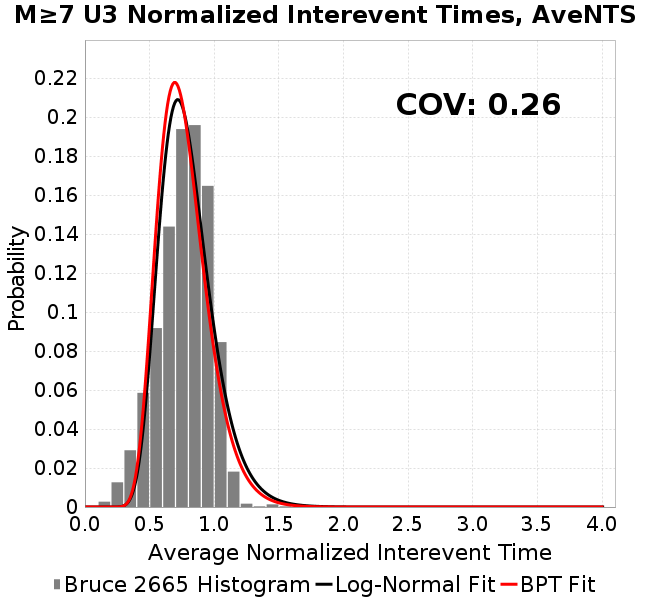 M≥7 U3 Normalized Interevent Times, AveNTS
COV: 0.26
Probability
0.22
0.2
0.18
0.16
0.14
0.12
0.1
0.08
0.06
0.04
0.02
0
0.0 0.5 1.0 1.5 2.0 2.5 3.0 3.5 4.0
Average Normalized Interevent Time
Bruce 2665 Histogram Log-Normal Fit BPT Fit